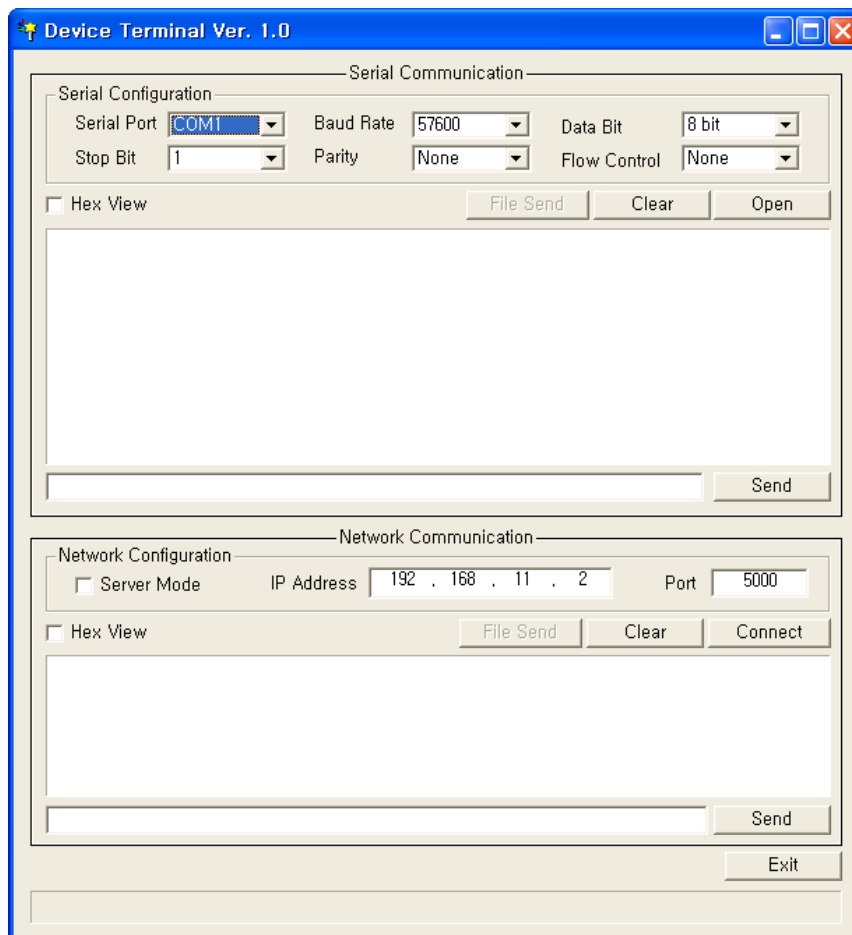 Device Terminal Ver. 1.0
Serial Communication
Serial Configuration
Serial Port COM1 Baud Rate 57600 Data Bit 8 bit
Stop Bit 1 Parity None Flow Control None
Hex View File Send Clear Open
Send
Network Communication
Network Configuration
Server Mode IP Address 192 . 168 . 11 . 2 Port 5000
Hex View File Send Clear Connect
Send
Exit